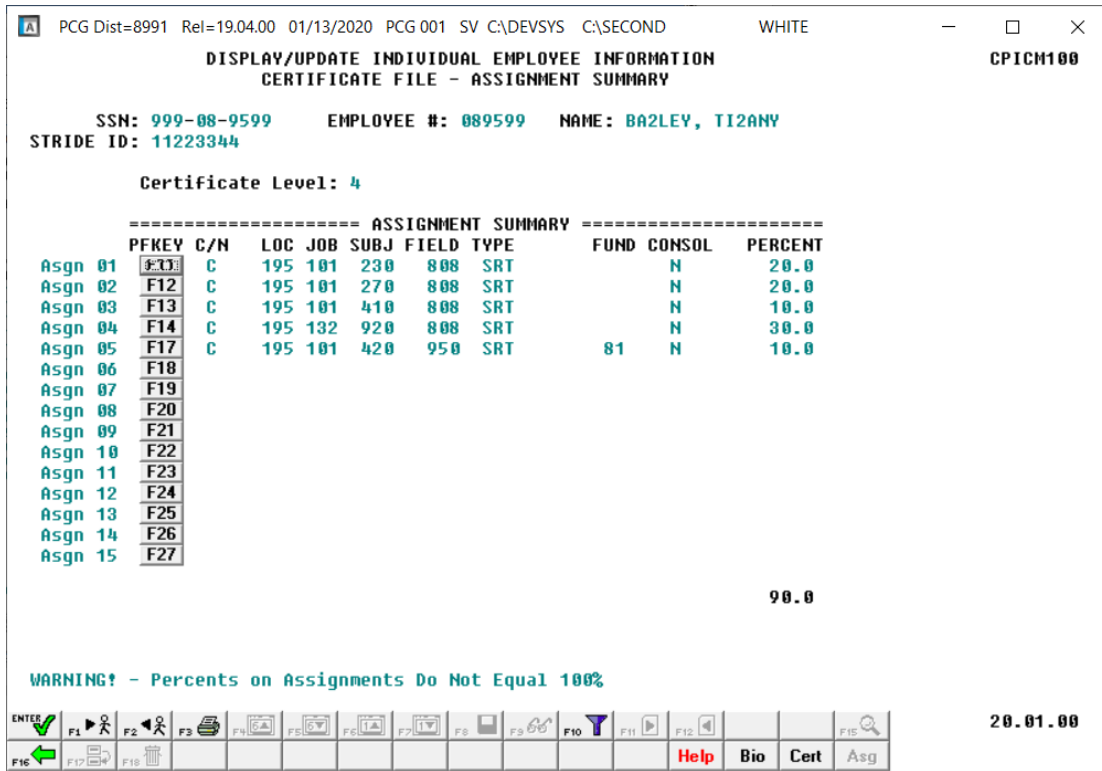 PCG Dist=8991 Rel=19.04.00 01/13/2020 PCG 001 SV C:\DEVSYS C:\SECOND WHITE
DISPLAY/UPDATE INDIVIDUAL EMPLOYEE INFORMATION CPICM100
CERTIFICATE FILE - ASSIGNMENT SUMMARY
SSN: 999-08-9599 EMPLOYEE #: 089599 NAME: BA2LEY, TI2ANY
STRIDE ID: 11223344
Certificate Level: 4
====================== ASSIGNMENT SUMMARY =======================
PFKEY C/N LOC JOB SUBJ FIELD TYPE FUND CONSOL PERCENT
Asgn 01 C 195 101 230 808 SRT N 20.0
Asgn 02 F12 C 195 101 270 808 SRT N 20.0
Asgn 03 F13 C 195 101 410 808 SRT N 10.0
Asgn 04 F14 C 195 132 920 808 SRT N 30.0
Asgn 05 F17 C 195 101 420 950 SRT 81 N 10.0
Asgn 06 F18
Asgn 07 F19
Asgn 08 F20
Asgn 09 F21
Asgn 10 F22
Asgn 11 F23
Asgn 12 F24
Asgn 13 F25
Asgn 14 F26
Asgn 15 F27
90.0
WARNING! - Percents on Assignments Do Not Equal 100%
ENTER F1 F2 F3 F4 F5 F6 F7 F8 F9 F10 F11 F12 F15 20.01.00
F16 F17 F18 Help Bio Cert Asg